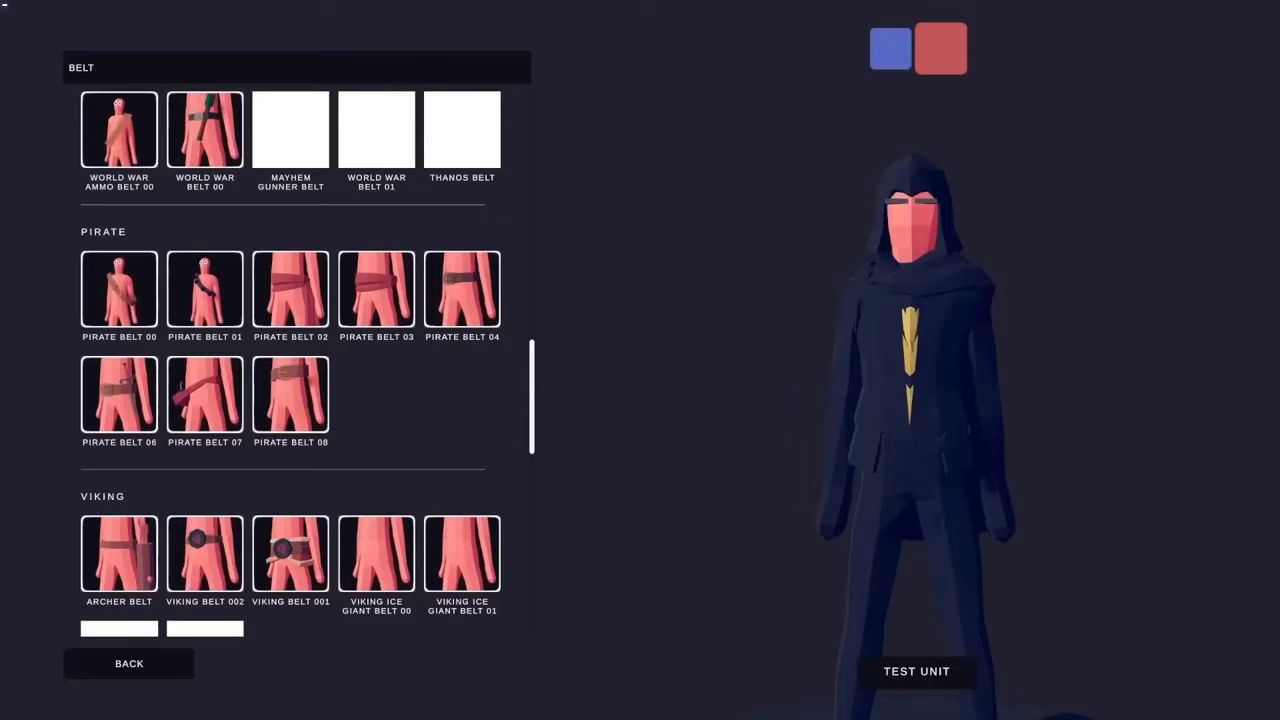 BELT
WORLD WAR
AMMO BELT 00
WORLD WAR
BELT 00
MAYHEM
GUNNER BELT
WORLD WAR
BELT 01
THANOS BELT
PIRATE
PIRATE BELT 00
PIRATE BELT 01
PIRATE BELT 02
PIRATE BELT 03
PIRATE BELT 04
PIRATE BELT 06
PIRATE BELT 07
PIRATE BELT 08
VIKING
ARCHER BELT
VIKING BELT 002
VIKING BELT 001
VIKING ICE
GIANT BELT 00
VIKING ICE
GIANT BELT 01
BACK
TEST UNIT